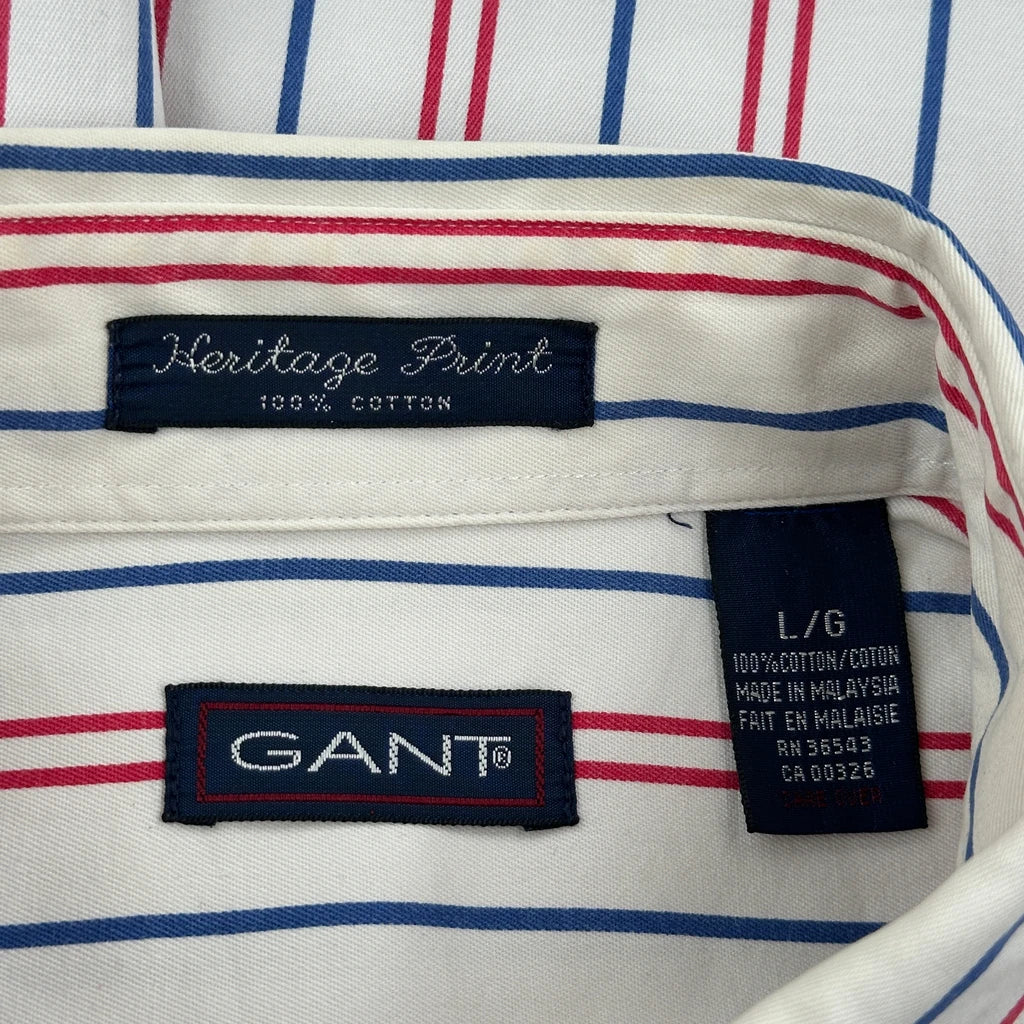 Heritage Print
100% COTTON
L/G
100%COTTON/COTON
MADE IN MALAYSIA
FAIT EN MALAISIE
RN 36543
CA 00326
GANT®